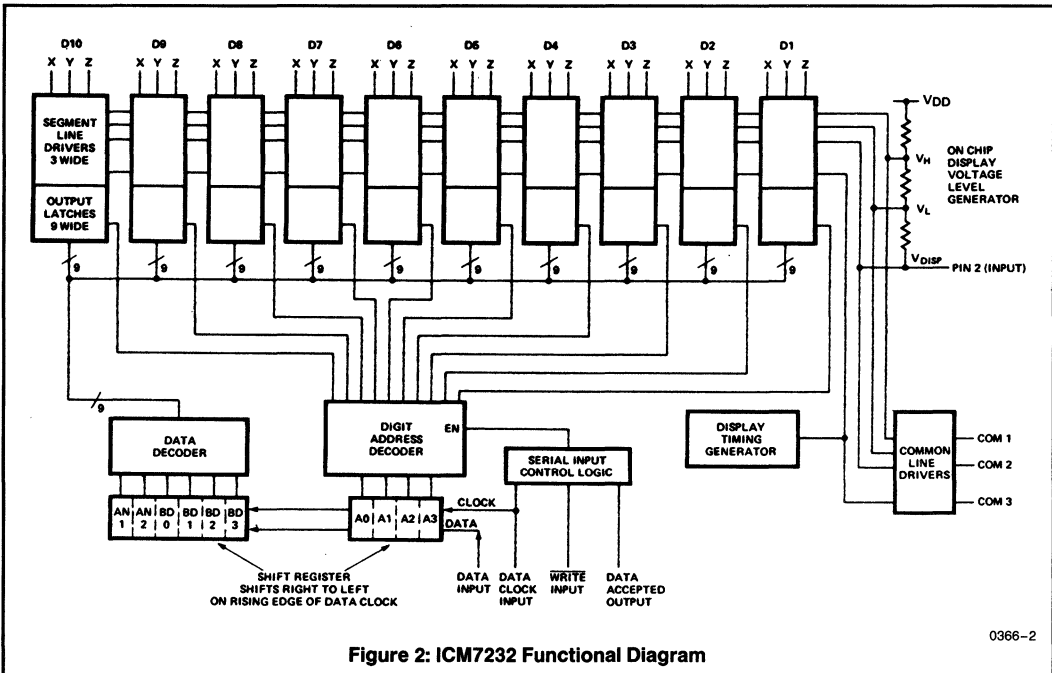 D10 D9 D8 D7 D6 D5 D4 D3 D2 D1
X Y Z X Y Z X Y Z X Y Z X Y Z X Y Z X Y Z X Y Z X Y Z X Y Z
SEGMENT
LINE
DRIVERS
3 WIDE
OUTPUT
LATCHES
9 WIDE
VDD
VH
VL
VDISP
ON CHIP
DISPLAY
VOLTAGE
LEVEL
GENERATOR
PIN 2 (INPUT)
9 9 9 9 9 9 9 9 9 9
9
DATA
DECODER
DIGIT
ADDRESS
DECODER
EN
SERIAL INPUT
CONTROL LOGIC
DISPLAY
TIMING
GENERATOR
COMMON
LINE
DRIVERS
COM 1
COM 2
COM 3
AN AN BD BD BD BD
1 2 0 1 2 3
A0 A1 A2 A3
CLOCK
DATA
SHIFT REGISTER
SHIFTS RIGHT TO LEFT
ON RISING EDGE OF DATA CLOCK
DATA
INPUT
DATA
CLOCK
INPUT
WRITE
INPUT
DATA
ACCEPTED
OUTPUT
0366–2
Figure 2: ICM7232 Functional Diagram